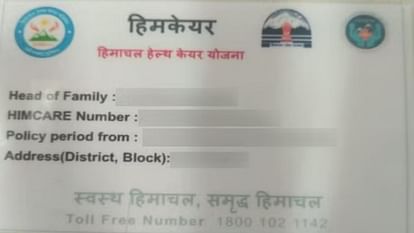 हिमकेयर
हिमाचल हेल्थ केयर योजना
Head of Family :
HIMCARE Number :
Policy period from :
Address(District, Block):
स्वस्थ हिमाचल, समृद्ध हिमाचल
Toll Free Number 1800 102 1142